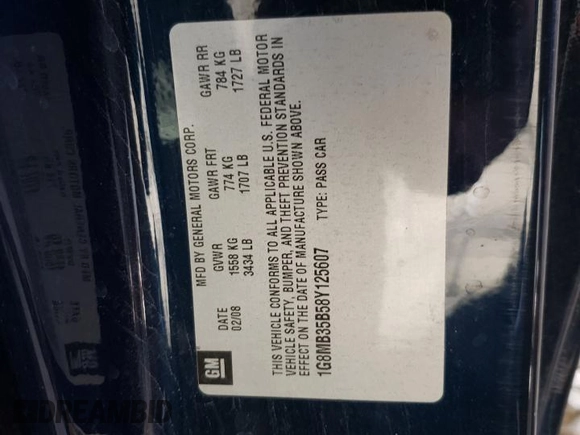 GM
MFD BY GENERAL MOTORS CORP.
DATE GVWR GAWR FRT GAWR RR
02/08 1558 KG 774 KG 784 KG
3434 LB 1707 LB 1727 LB
THIS VEHICLE CONFORMS TO ALL APPLICABLE U.S. FEDERAL MOTOR
VEHICLE SAFETY, BUMPER, AND THEFT PREVENTION STANDARDS IN
EFFECT ON THE DATE OF MANUFACTURE SHOWN ABOVE.
1G8MB35B58Y125607 TYPE: PASS CAR
DREAMBID